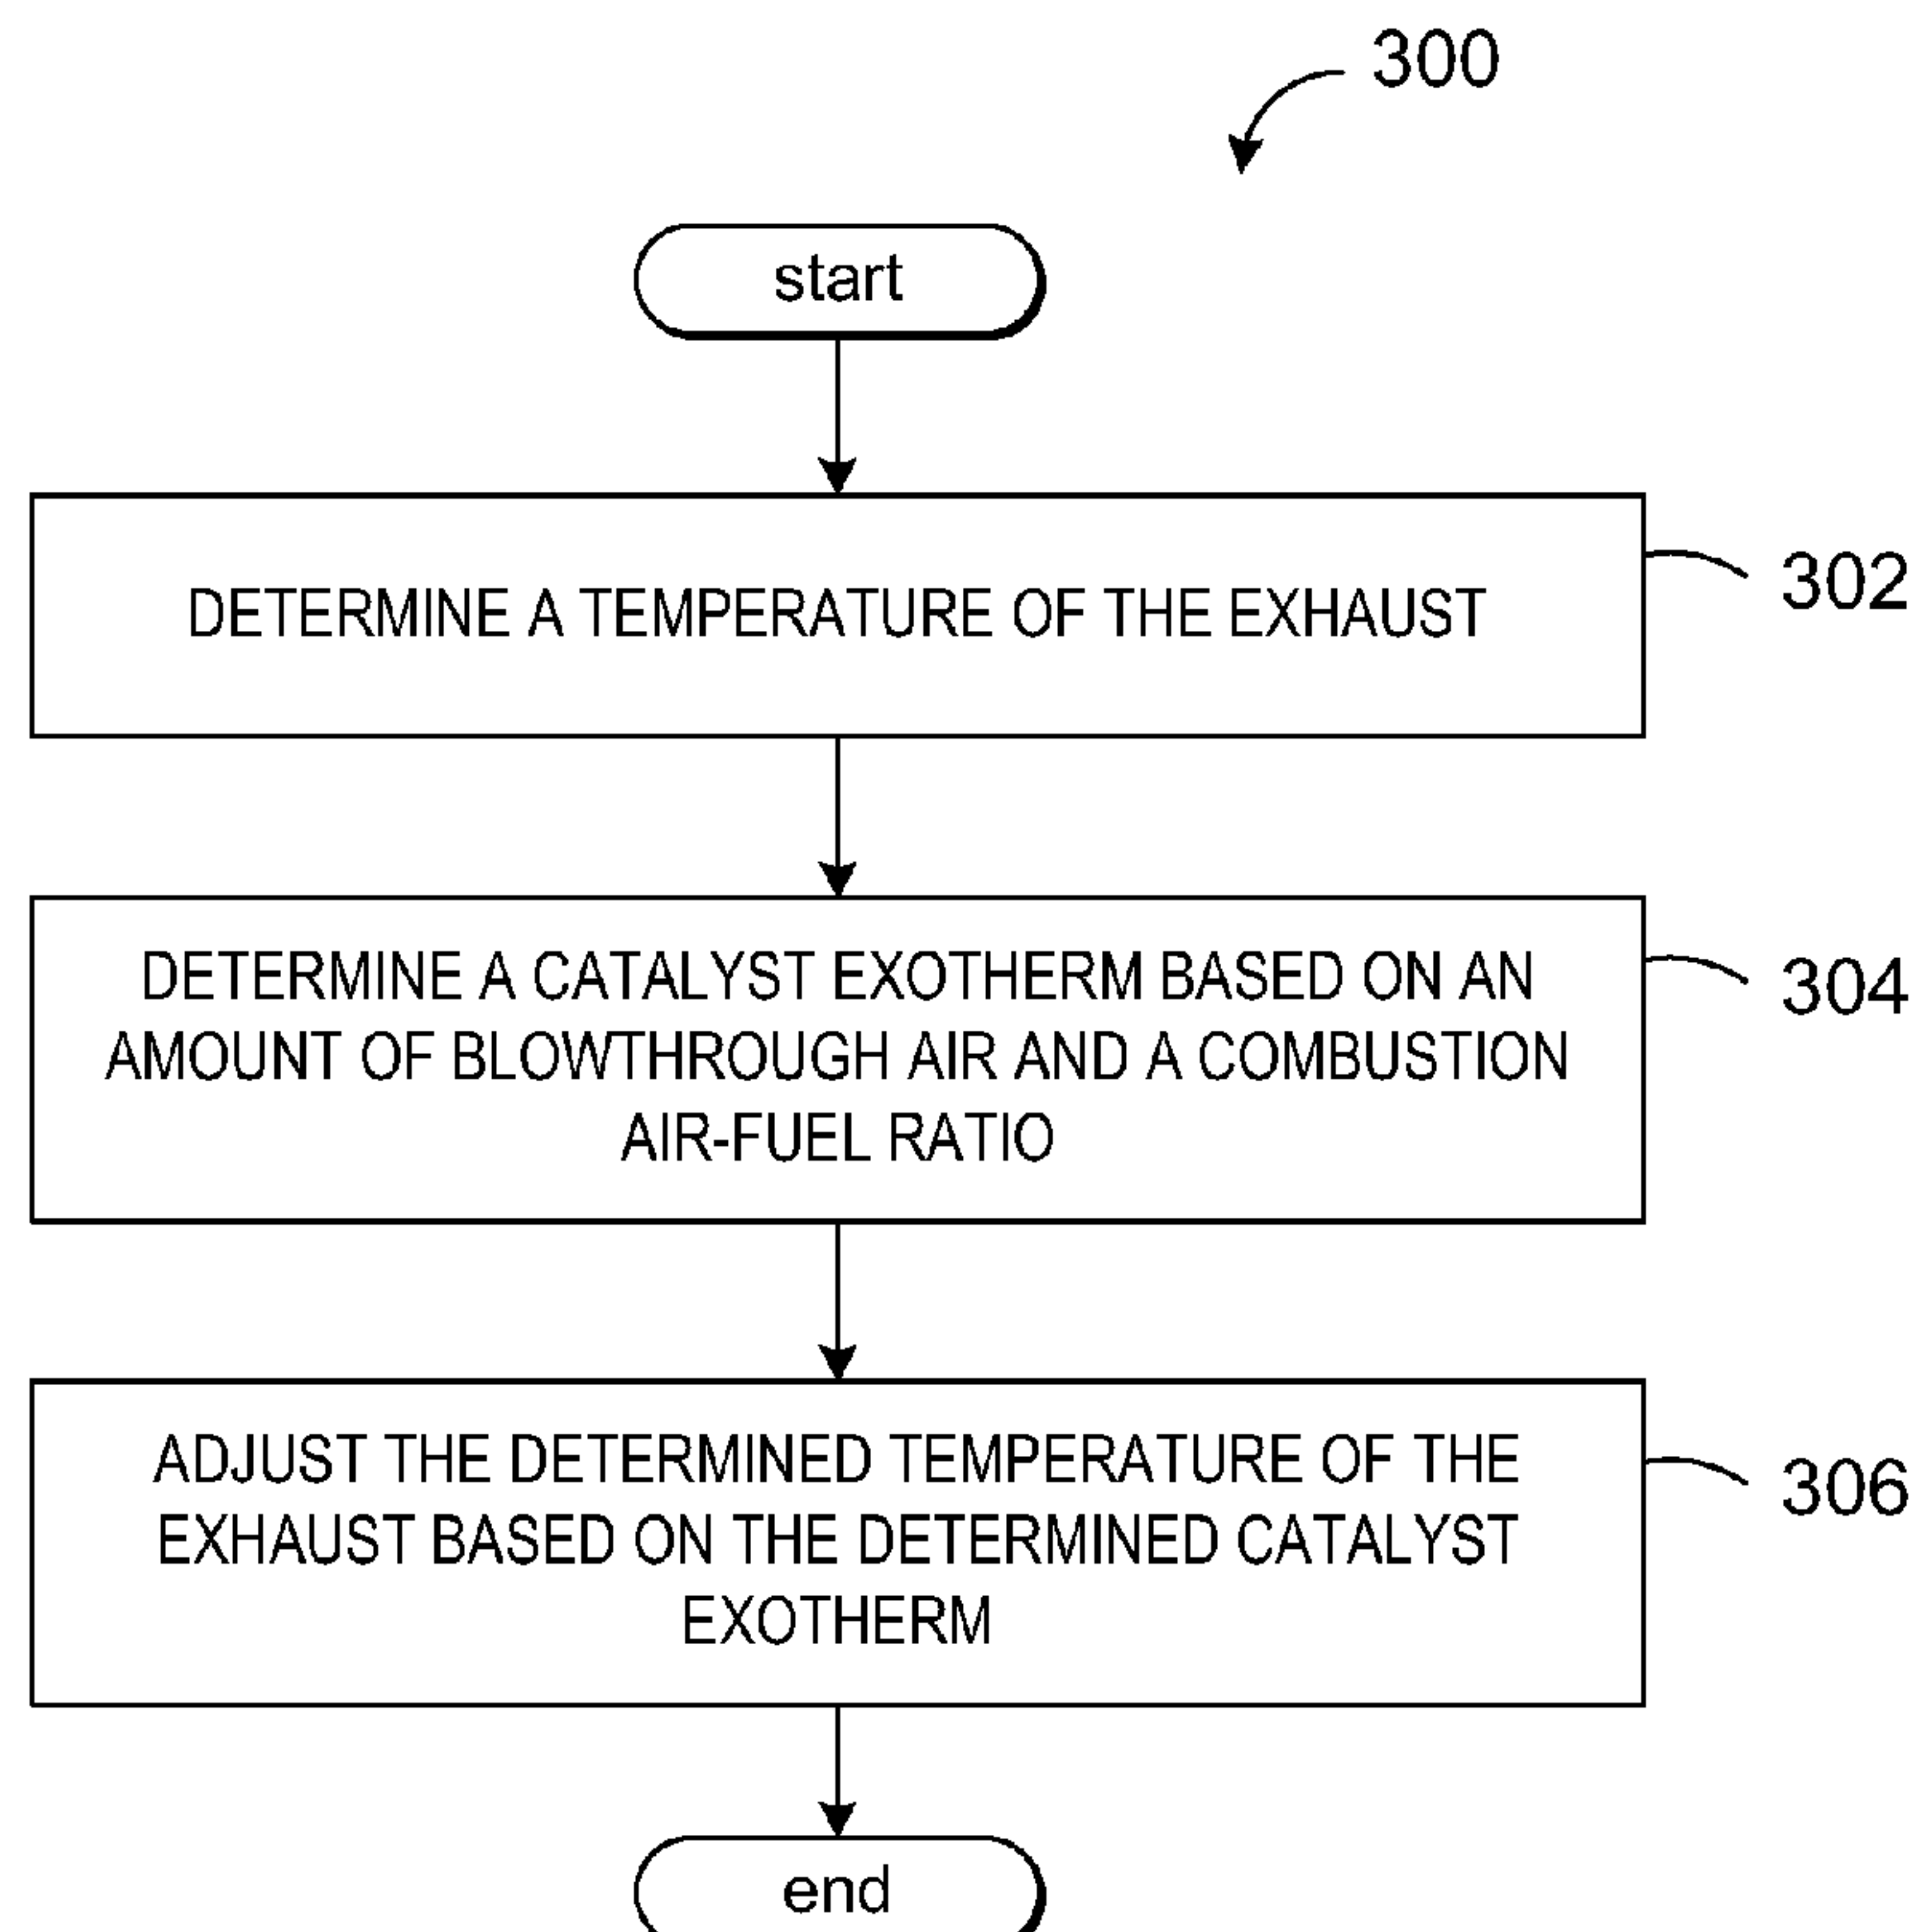 300
start
DETERMINE A TEMPERATURE OF THE EXHAUST
302
DETERMINE A CATALYST EXOTHERM BASED ON AN
AMOUNT OF BLOWTHROUGH AIR AND A COMBUSTION
AIR-FUEL RATIO
304
ADJUST THE DETERMINED TEMPERATURE OF THE
EXHAUST BASED ON THE DETERMINED CATALYST
EXOTHERM
306
end